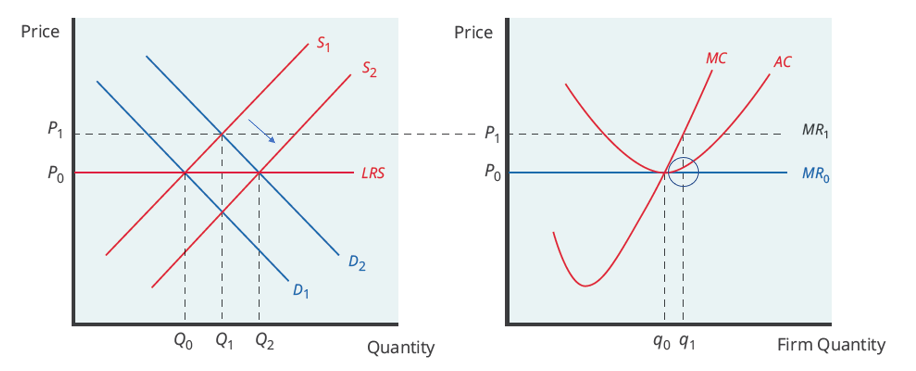 Price
S1
S2
P1
P0
LRS
D2
D1
Q0
Q1
Q2
Quantity
Price
MC
AC
P1
MR1
P0
MR0
q0
q1
Firm Quantity